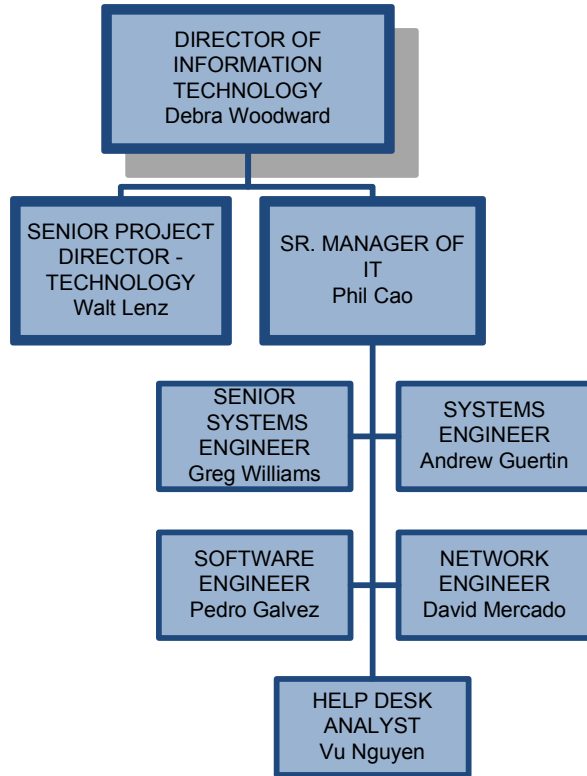 DIRECTOR OF
INFORMATION
TECHNOLOGY
Debra Woodward
SENIOR PROJECT
DIRECTOR -
TECHNOLOGY
Walt Lenz
SR. MANAGER OF
IT
Phil Cao
SENIOR
SYSTEMS
ENGINEER
Greg Williams
SYSTEMS
ENGINEER
Andrew Guertin
SOFTWARE
ENGINEER
Pedro Galvez
NETWORK
ENGINEER
David Mercado
HELP DESK
ANALYST
Vu Nguyen